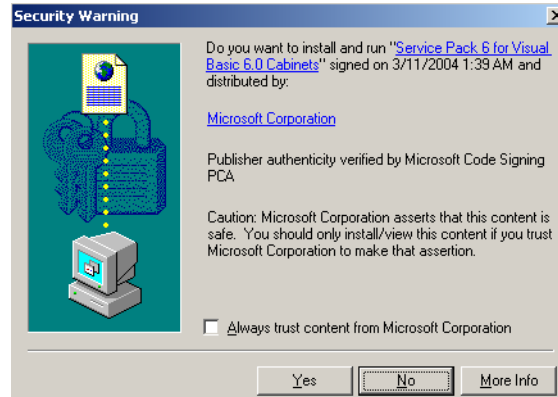 Security Warning
Do you want to install and run "Service Pack 6 for Visual
Basic 6.0 Cabinets" signed on 3/11/2004 1:39 AM and
distributed by:
Microsoft Corporation
Publisher authenticity verified by Microsoft Code Signing
PCA
Caution: Microsoft Corporation asserts that this content is
safe. You should only install/view this content if you trust
Microsoft Corporation to make that assertion.
Always trust content from Microsoft Corporation
Yes No More Info